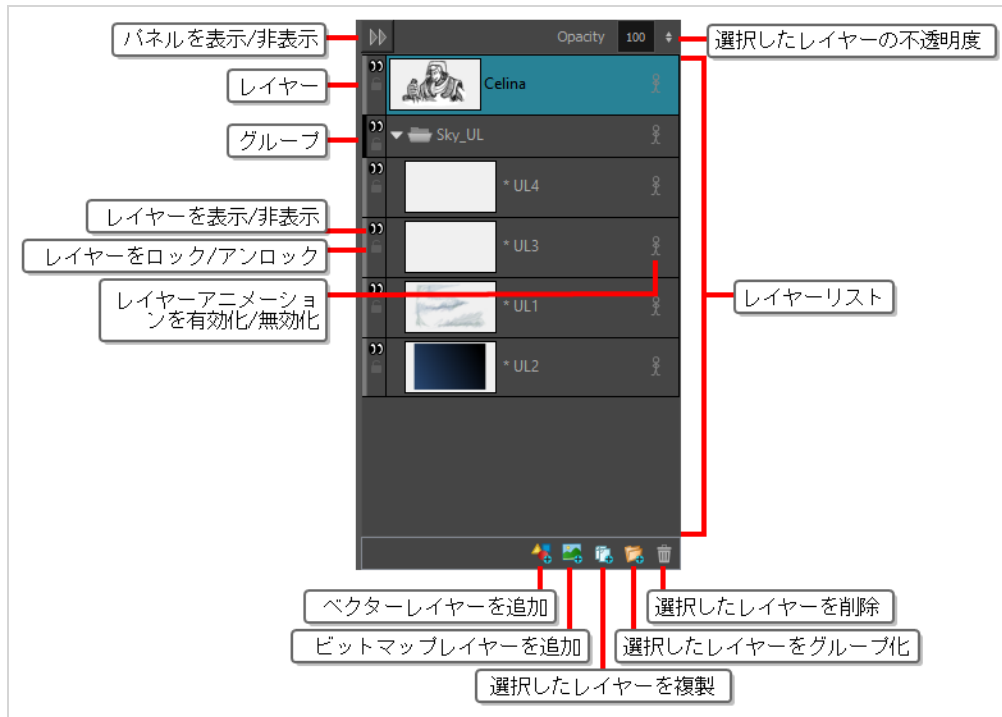 パネルを表示/非表示
Opacity 100
選択したレイヤーの不透明度
レイヤー
Celina
グループ
Sky_UL
* UL4
レイヤーを表示/非表示
レイヤーをロック/アンロック
* UL3
レイヤーアニメーショ
ンを有効化/無効化
レイヤーリスト
* UL1
* UL2
ベクターレイヤーを追加
選択したレイヤーを削除
ビットマップレイヤーを追加
選択したレイヤーをグループ化
選択したレイヤーを複製